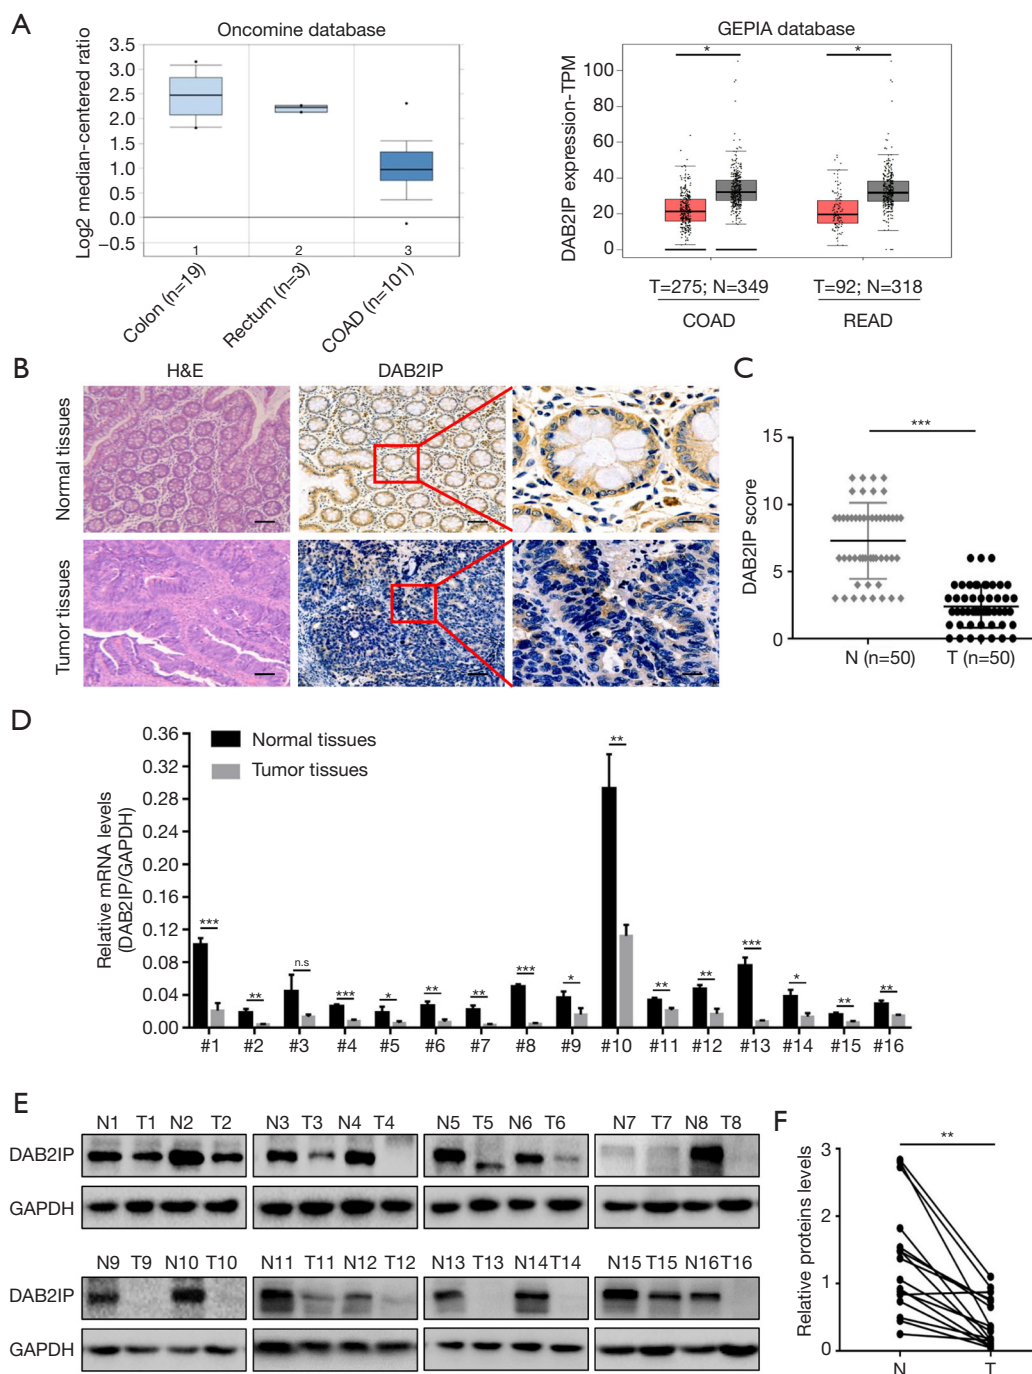 A
Oncomine database
Log2 median-centered ratio
3.5
3.0
2.5
2.0
1.5
1.0
0.5
0.0
−0.5
1
2
3
Colon (n=19)
Rectum (n=3)
COAD (n=101)
GEPIA database
DAB2IP expression-TPM
100
80
60
40
20
0
*
*
T=275; N=349
T=92; N=318
COAD
READ
B
H&E
DAB2IP
Normal tissues
Tumor tissues
C
DAB2IP score
15
10
5
0
***
N (n=50)
T (n=50)
D
Relative mRNA levels
(DAB2IP/GAPDH)
0.36
0.32
0.28
0.24
0.20
0.16
0.12
0.08
0.04
0.00
Normal tissues
Tumor tissues
*** ** n.s *** * ** ** *** * ** ** ** *** * ** **
#1 #2 #3 #4 #5 #6 #7 #8 #9 #10 #11 #12 #13 #14 #15 #16
E
N1 T1 N2 T2 N3 T3 N4 T4 N5 T5 N6 T6 N7 T7 N8 T8
DAB2IP
GAPDH
N9 T9 N10 T10 N11 T11 N12 T12 N13 T13 N14 T14 N15 T15 N16 T16
DAB2IP
GAPDH
F
Relative proteins levels
3
2
1
0
**
N T